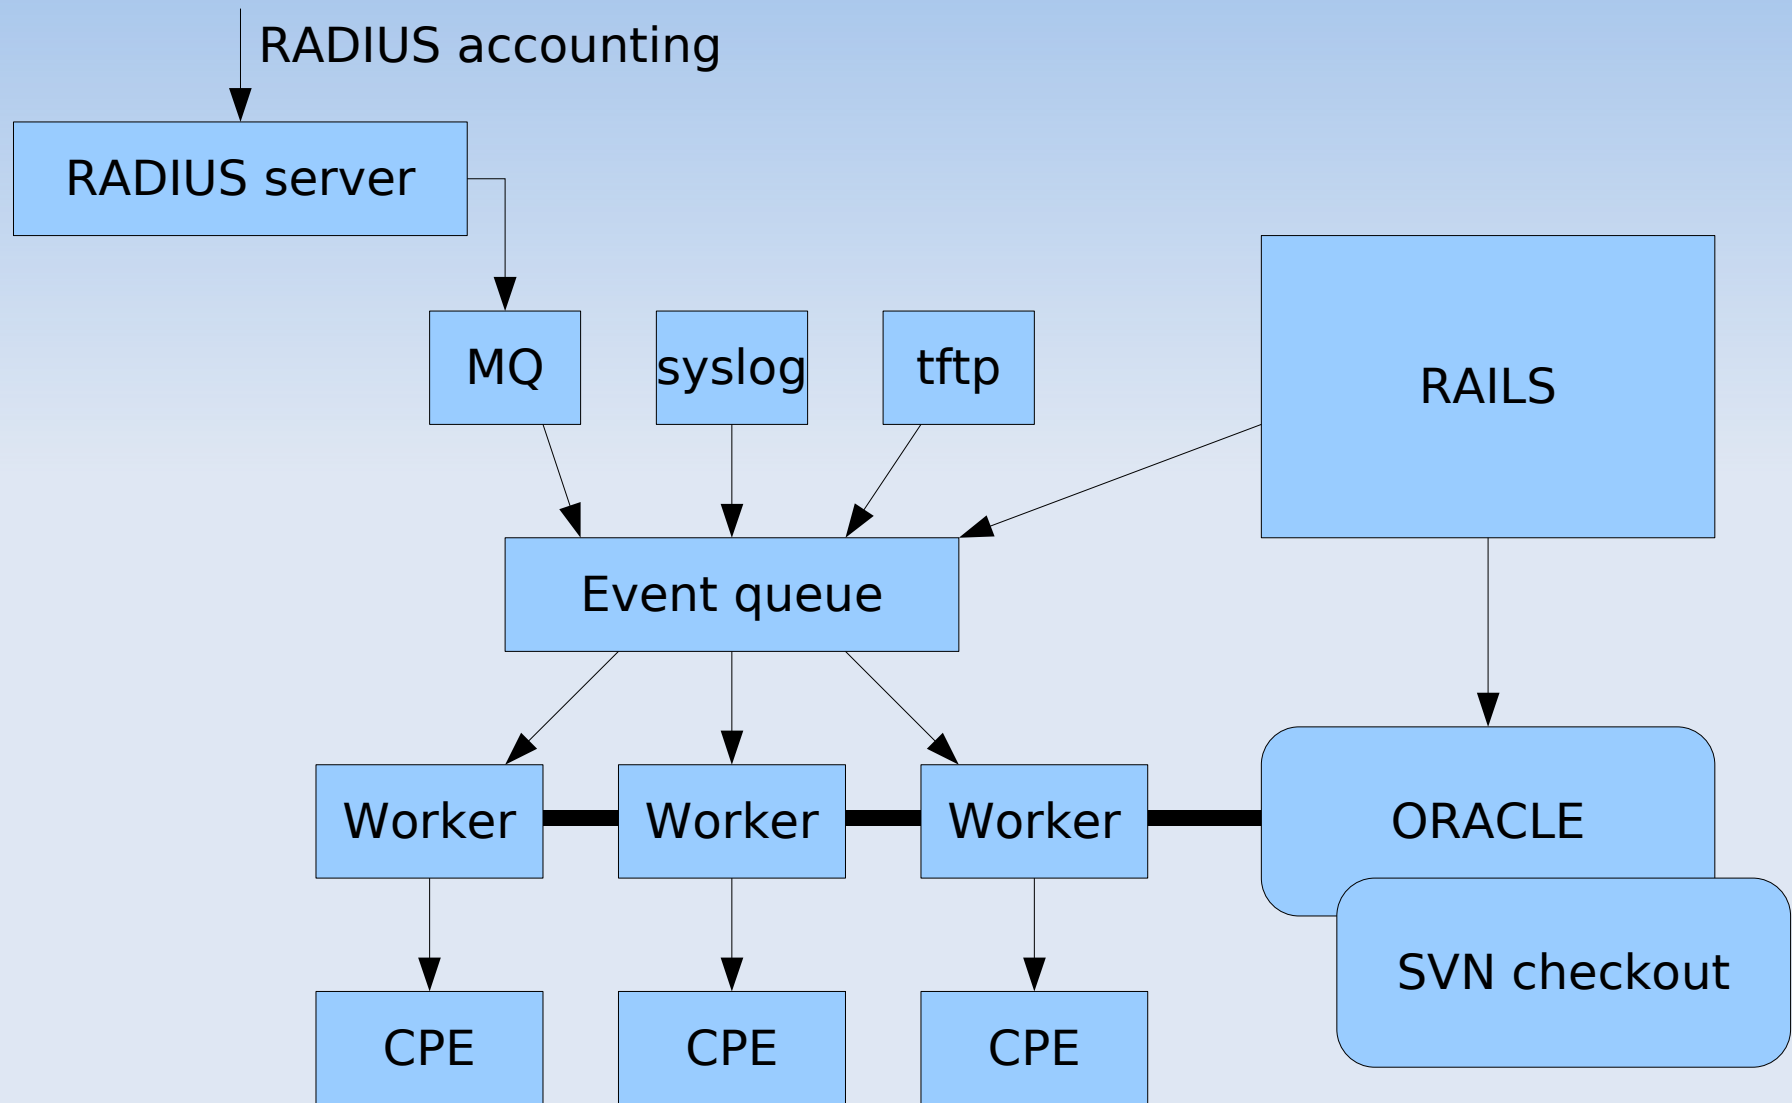 RADIUS accounting
RADIUS server
MQ
syslog
tftp
RAILS
Event queue
Worker
Worker
Worker
ORACLE
SVN checkout
CPE
CPE
CPE